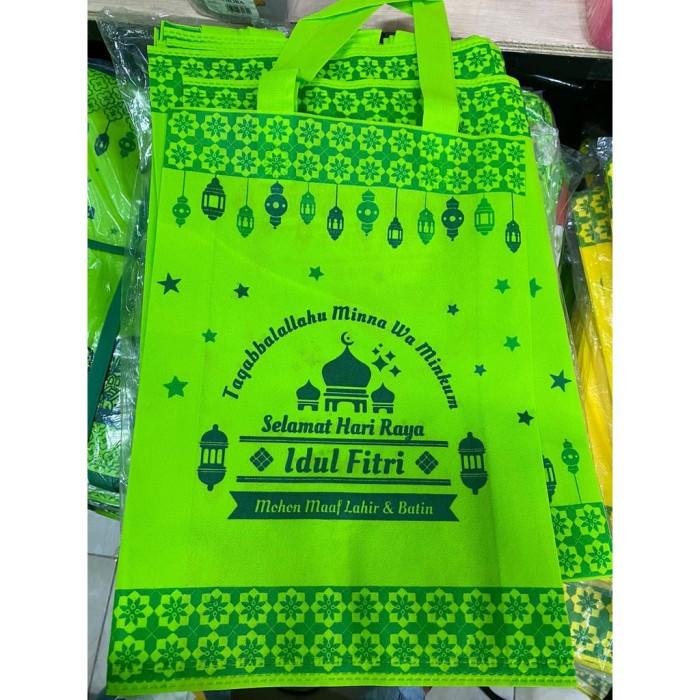 Taqabbalallahu Minna Wa Minkum
Selamat Hari Raya
Idul Fitri
Mohon Maaf Lahir & Batin